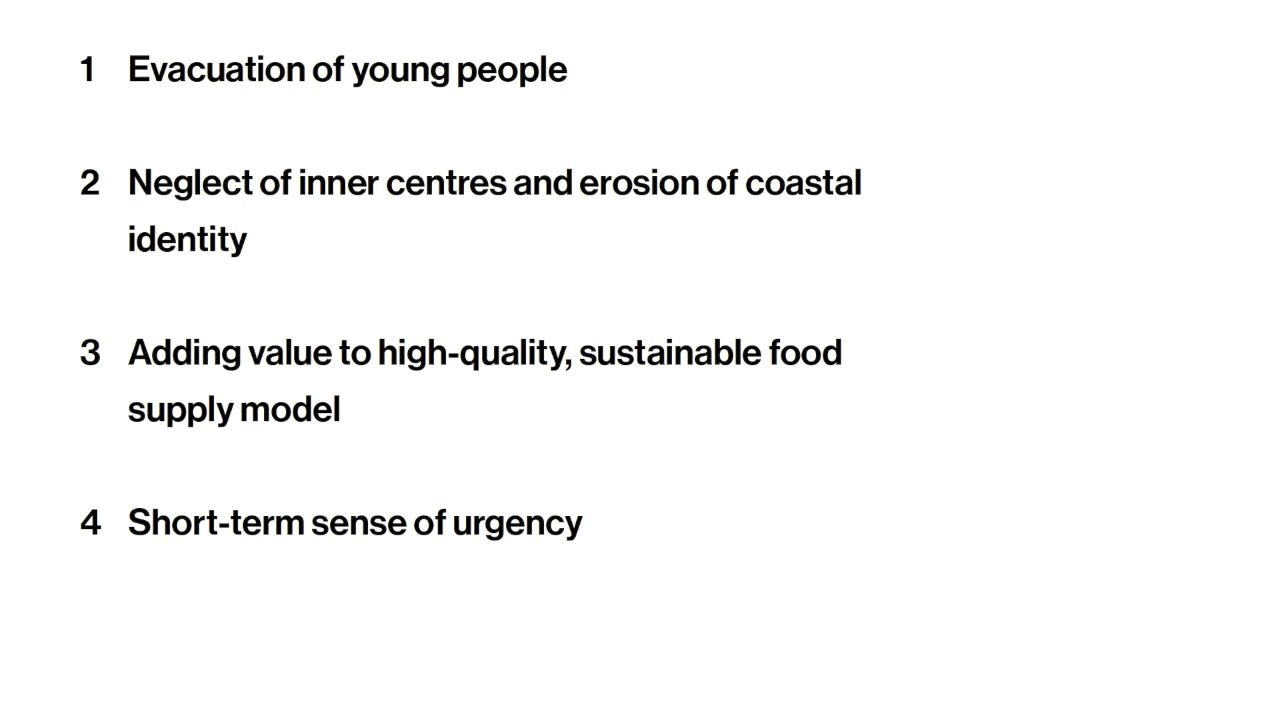 1 Evacuation of young people
2 Neglect of inner centres and erosion of coastal
identity
3 Adding value to high-quality, sustainable food
supply model
4 Short-term sense of urgency